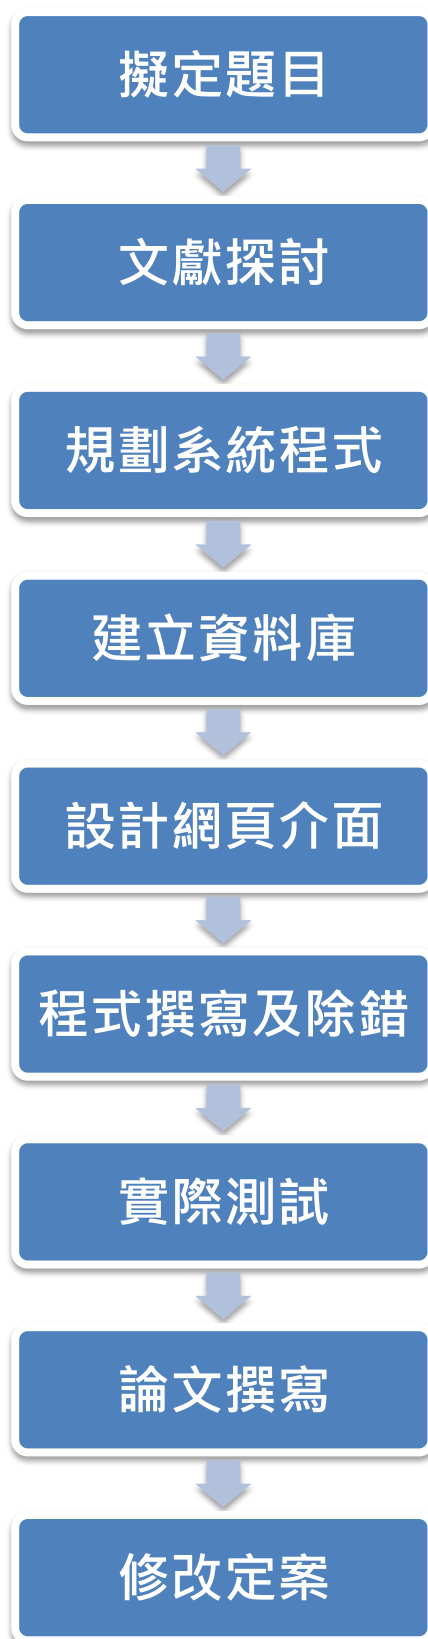 擬定題目
文獻探討
規劃系統程式
建立資料庫
設計網頁介面
程式撰寫及除錯
實際測試
論文撰寫
修改定案